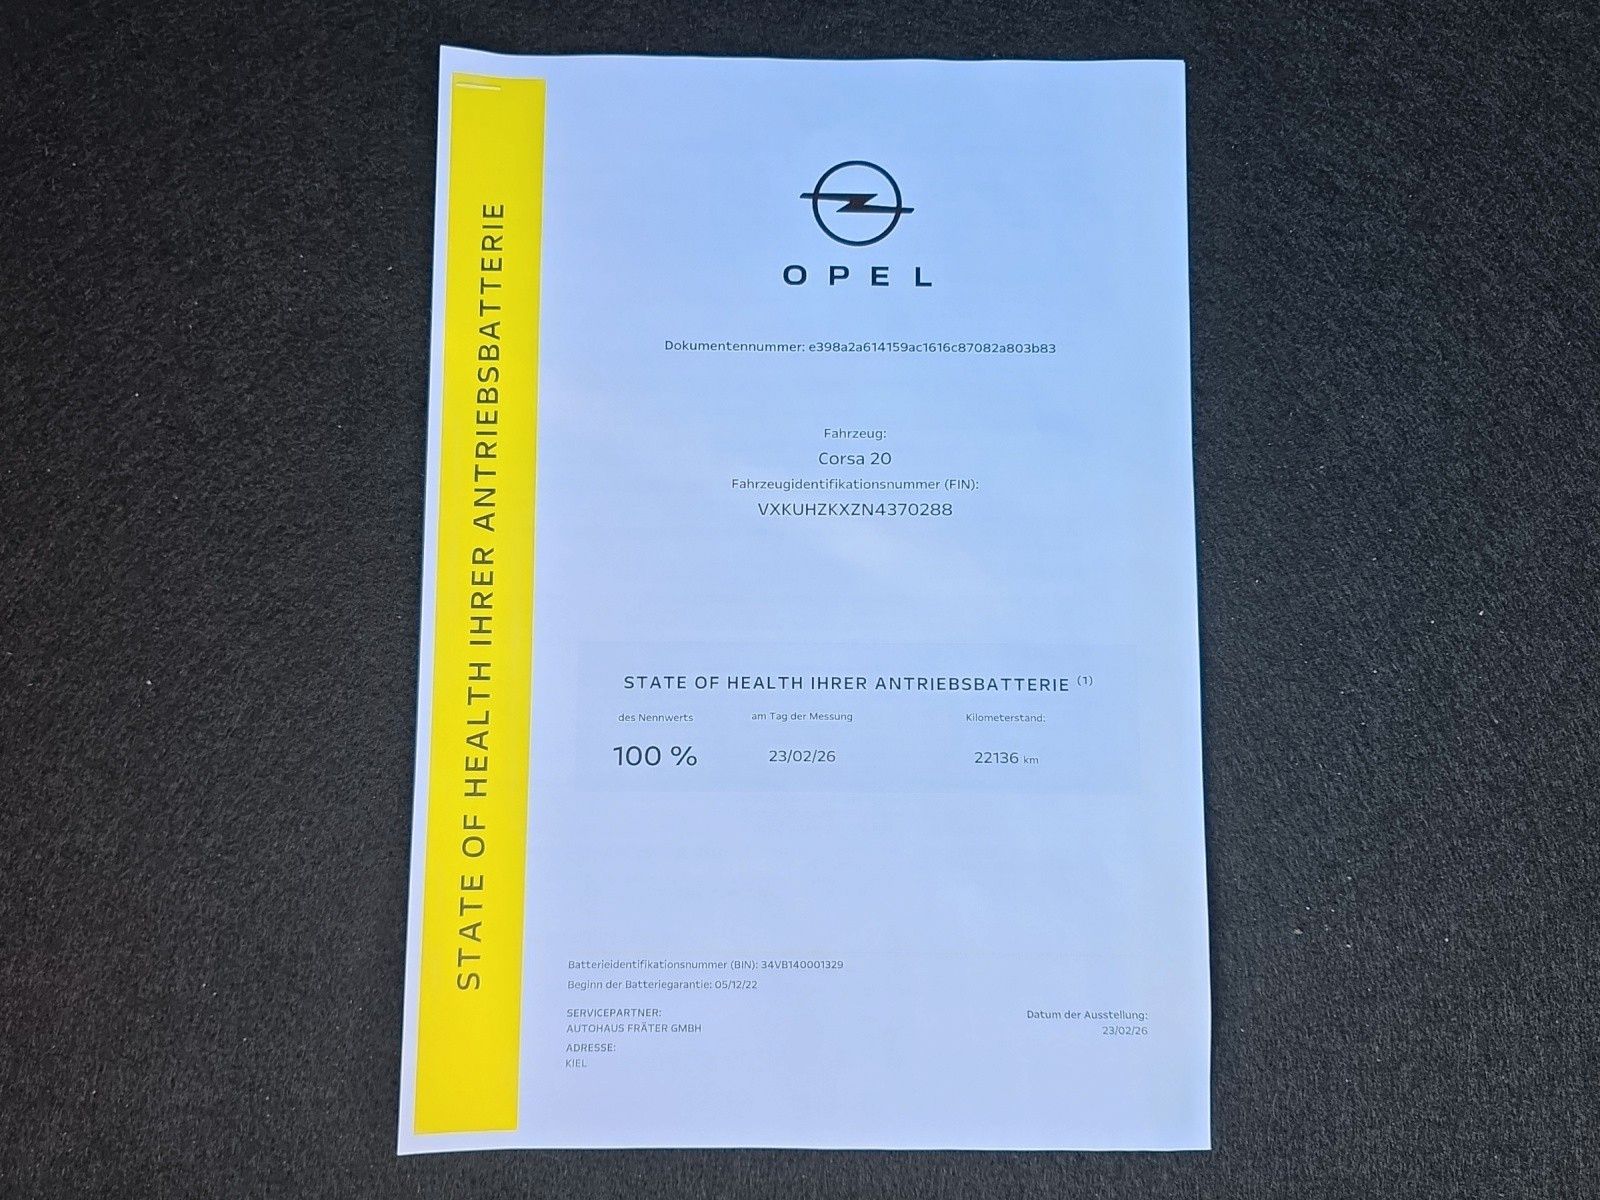 STATE OF HEALTH IHRER ANTRIEBSBATTERIE
OPEL
Dokumentennummer: e398a2a614159ac1616c87082a803b83
Fahrzeug:
Corsa 20
Fahrzeugidentifikationsnummer (FIN):
VXKUHZKXZN4370288
STATE OF HEALTH IHRER ANTRIEBSBATTERIE (1)
des Nennwerts am Tag der Messung Kilometerstand:
100 % 23/02/26 22136 km
Batterieidentifikationsnummer (BIN): 34VB140001329
Beginn der Batteriegarantie: 05/12/22
SERVICEPARTNER:
AUTOHAUS FRÄTER GMBH
ADRESSE:
KIEL
Datum der Ausstellung:
23/02/26